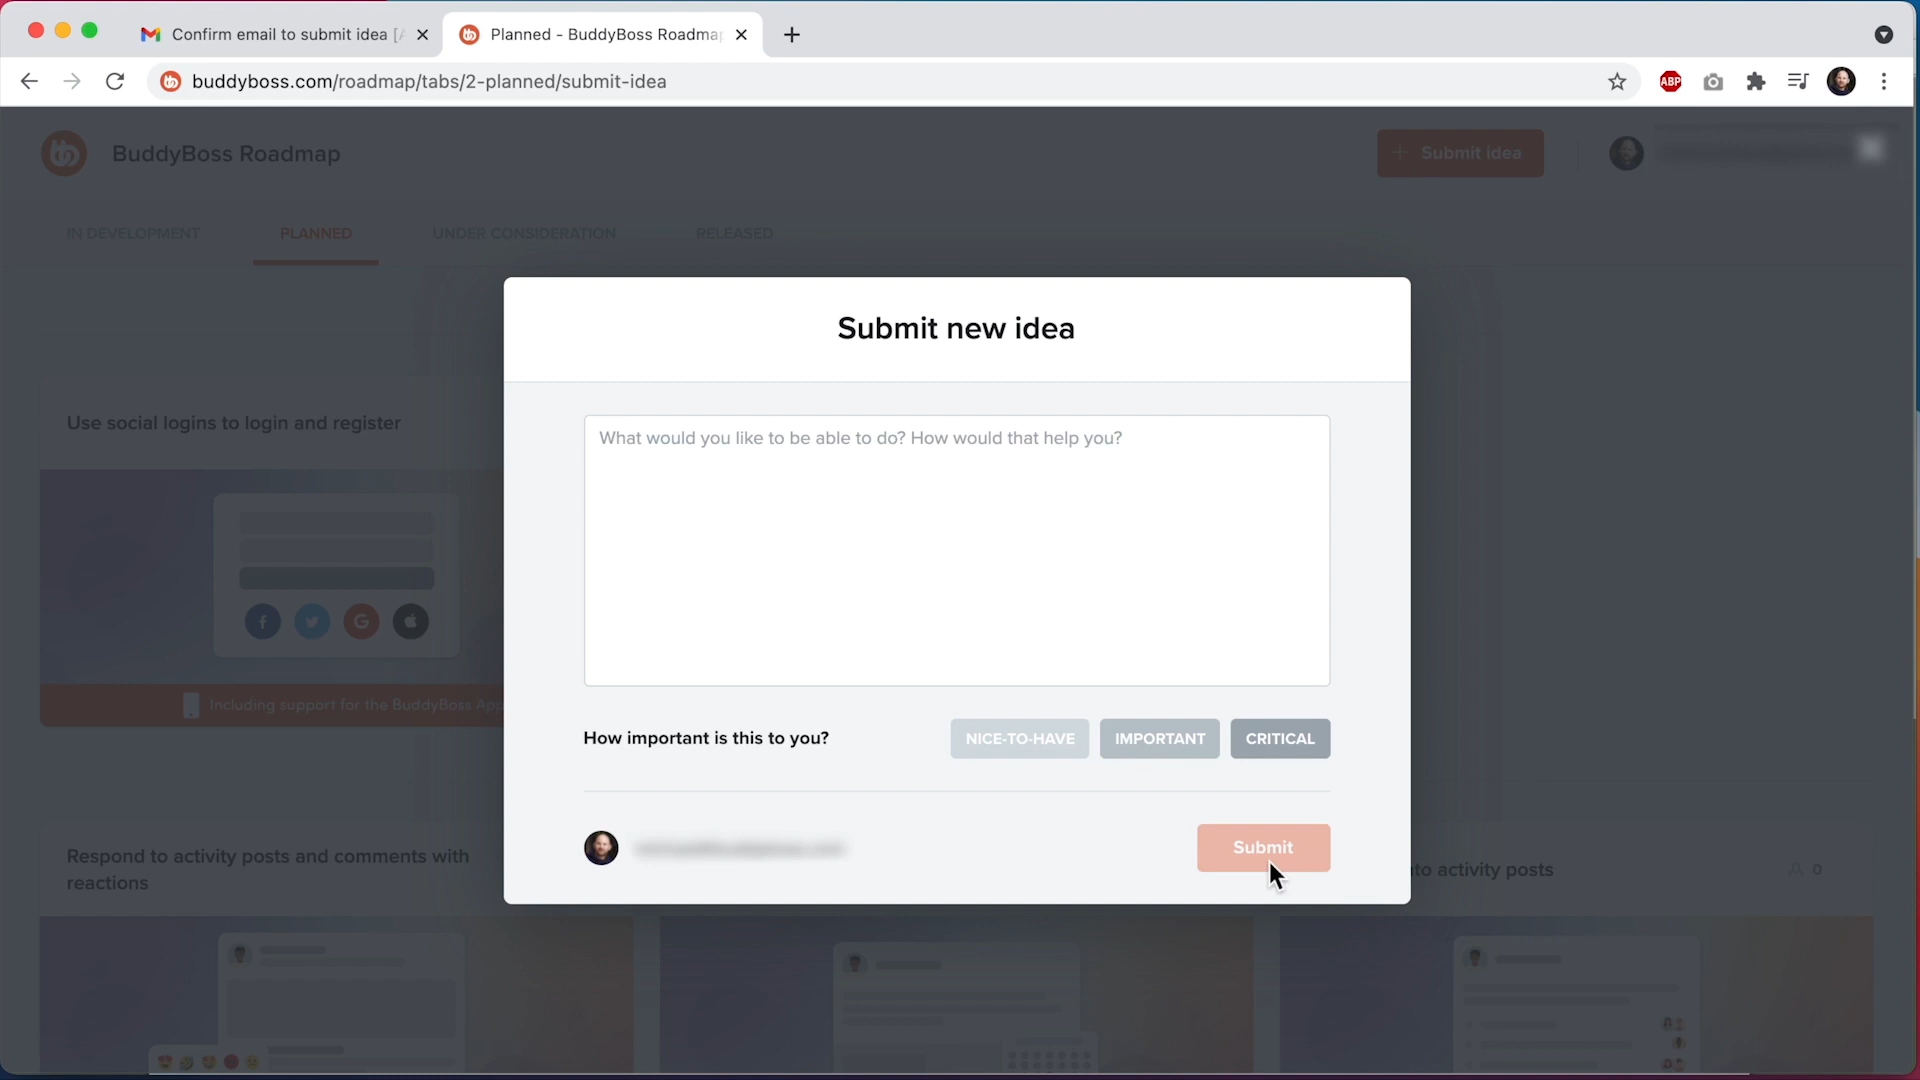 Confirm email to submit idea [
Planned - BuddyBoss Roadmap
buddyboss.com/roadmap/tabs/2-planned/submit-idea
ABP
BuddyBoss Roadmap
+ Submit idea
IN DEVELOPMENT
PLANNED
UNDER CONSIDERATION
RELEASED
Submit new idea
What would you like to be able to do? How would that help you?
Use social logins to login and register
Including support for the BuddyBoss App
How important is this to you?
NICE-TO-HAVE
IMPORTANT
CRITICAL
Submit
Respond to activity posts and comments with
reactions
to activity posts
0